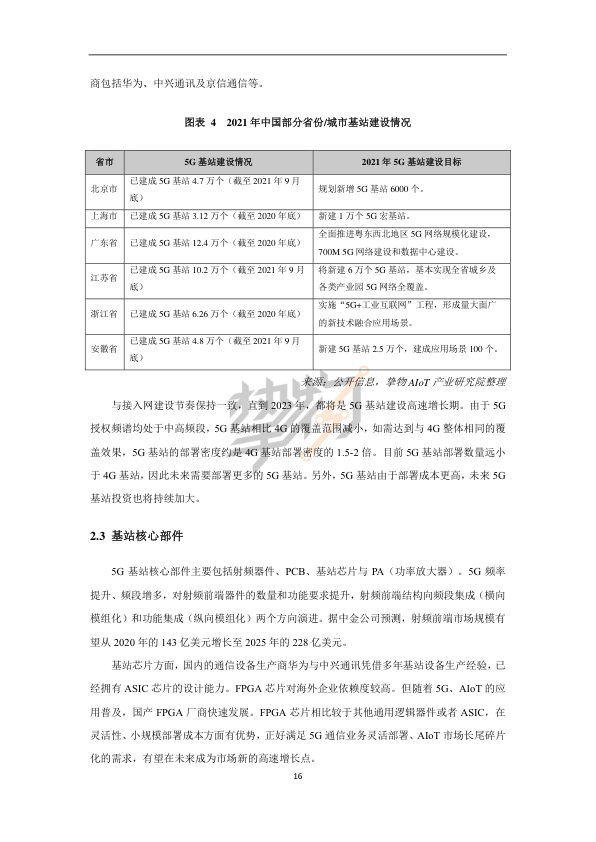 商包括华为、中兴通讯及京信通信等。
图表 4 2021 年中国部分省份/城市基站建设情况
省市 5G 基站建设情况 2021 年 5G 基站建设目标
北京市 已建成 5G 基站 4.7 万个（截至 2021 年 9 月底） 规划新增 5G 基站 6000 个。
上海市 已建成 5G 基站 3.12 万个（截至 2020 年底） 新建 1 万个 5G 宏基站。
广东省 已建成 5G 基站 12.4 万个（截至 2020 年底） 全面推进粤东西北地区 5G 网络规模化建设，700M 5G 网络建设和数据中心建设。
江苏省 已建成 5G 基站 10.2 万个（截至 2021 年 9 月底） 将新建 6 万个 5G 基站，基本实现全省城乡及各类产业园 5G 网络全覆盖。
浙江省 已建成 5G 基站 6.26 万个（截至 2020 年底） 实施“5G+工业互联网”工程，形成量大面广的新技术融合应用场景。
安徽省 已建成 5G 基站 4.8 万个（截至 2021 年 9 月底） 新建 5G 基站 2.5 万个，建成应用场景 100 个。
来源：公开信息，挚物 AIoT 产业研究院整理
与接入网建设节奏保持一致，直到 2023 年，都将是 5G 基站建设高速增长期。由于 5G
授权频谱均处于中高频段，5G 基站相比 4G 的覆盖范围减小，如需达到与 4G 整体相同的覆
盖效果，5G 基站的部署密度约是 4G 基站部署密度的 1.5-2 倍。目前 5G 基站部署数量远小
于 4G 基站，因此未来需要部署更多的 5G 基站。另外，5G 基站由于部署成本更高，未来 5G
基站投资也将持续加大。
挚物
2.3 基站核心部件
5G 基站核心部件主要包括射频器件、PCB、基站芯片与 PA（功率放大器）。5G 频率
提升、频段增多，对射频前端器件的数量和功能要求提升，射频前端结构向频段集成（横向
模组化）和功能集成（纵向模组化）两个方向演进。据中金公司预测，射频前端市场规模有
望从 2020 年的 143 亿美元增长至 2025 年的 228 亿美元。
基站芯片方面，国内的通信设备生产商华为与中兴通讯凭借多年基站设备生产经验，已
经拥有 ASIC 芯片的设计能力。FPGA 芯片对海外企业依赖度较高。但随着 5G、AIoT 的应
用普及，国产 FPGA 厂商快速发展。FPGA 芯片相比较于其他通用逻辑器件或者 ASIC，在
灵活性、小规模部署成本方面有优势，正好满足 5G 通信业务灵活部署、AIoT 市场长尾碎片
化的需求，有望在未来成为市场新的高速增长点。
16